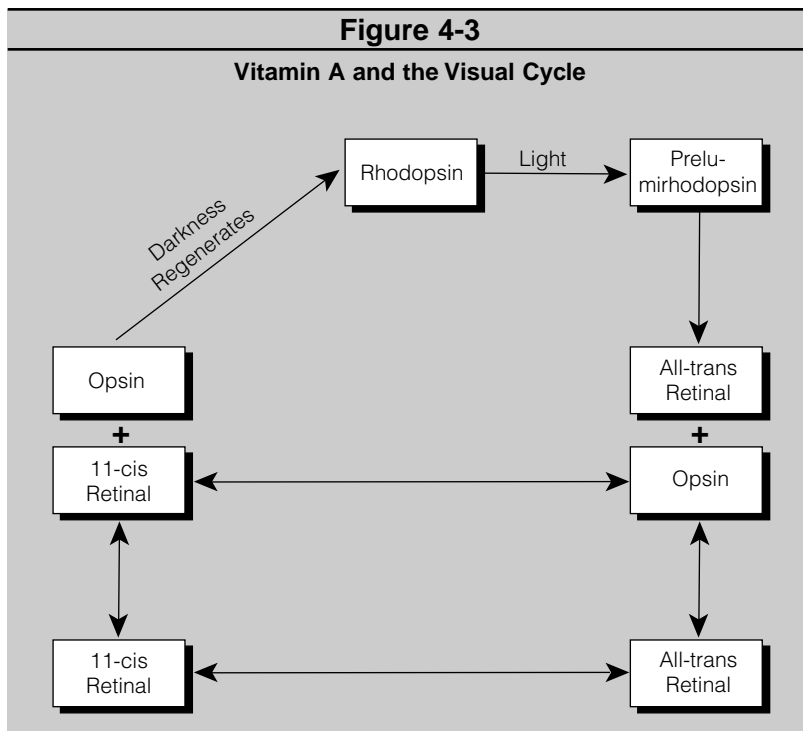 Figure 4-3
Vitamin A and the Visual Cycle
Rhodopsin
Light
Prelu-
mirhodopsin
Darkness
Regenerates
Opsin
+
11-cis
Retinal
All-trans
Retinal
+
Opsin
11-cis
Retinal
All-trans
Retinal